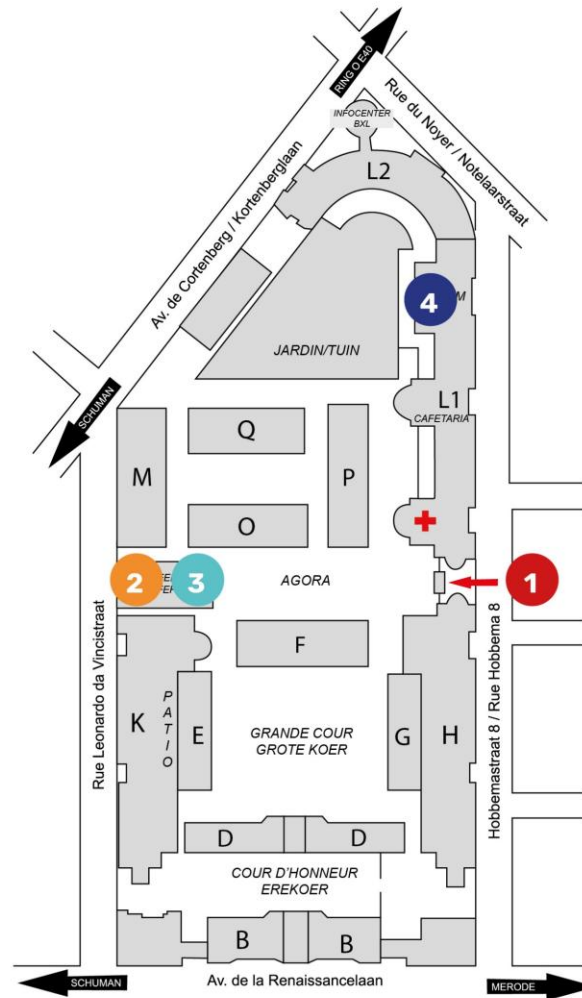 RING O E40
Rue du Noyer / Notelaarstraat
INFOCENTER
BXL
L2
Av. de Cortenberg / Kortenberglaan
4
JARDIN/TUIN
SCHUMAN
L1
CAFETARIA
Q
M
P
O
2
3
AGORA
1
F
Rue Leonardo da Vincistraat
K
PATIO
E
GRANDE COUR
GROTE KOER
G
H
Hobbemastraat 8 / Rue Hobbema 8
D
D
COUR D'HONNEUR
EREKOER
B
B
SCHUMAN
Av. de la Renaissancelaan
MERODE